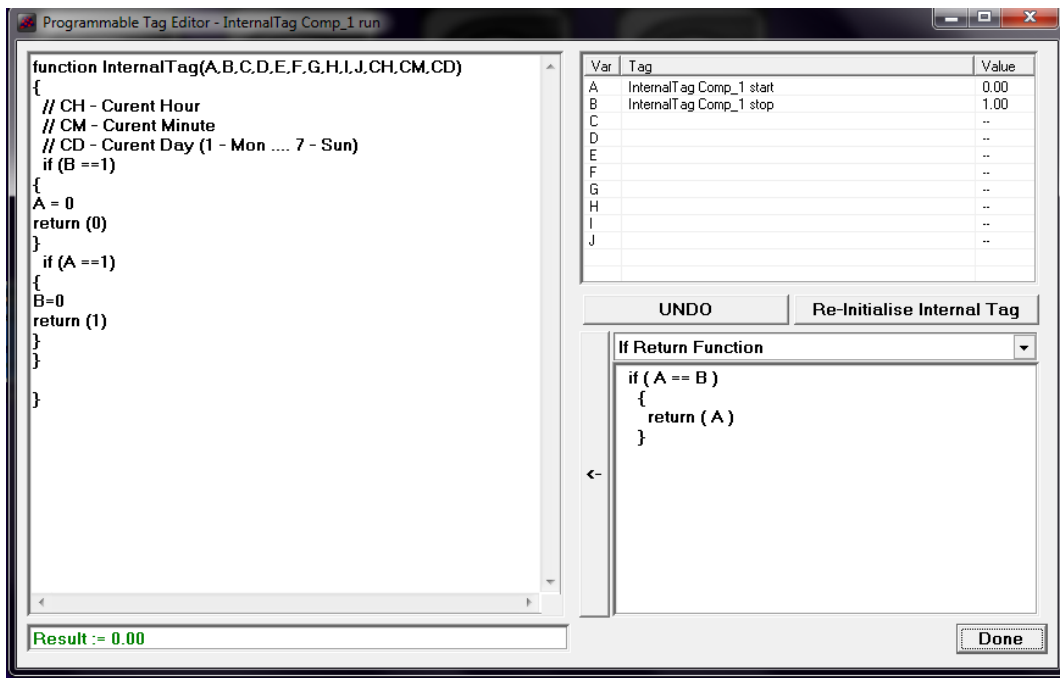 Programmable Tag Editor - InternalTag Comp_1 run
function InternalTag(A,B,C,D,E,F,G,H,I,J,CH,CM,CD)
{
// CH - Curent Hour
// CM - Curent Minute
// CD - Curent Day (1 - Mon .... 7 - Sun)
if (B ==1)
{
A = 0
return (0)
}
if (A ==1)
{
B=0
return (1)
}
}
}
Result := 0.00
Var Tag Value
A InternalTag Comp_1 start 0.00
B InternalTag Comp_1 stop 1.00
C --
D --
E --
F --
G --
H --
I --
J --
UNDO Re-Initialise Internal Tag
If Return Function
if ( A == B )
{
return ( A )
}
<-
Done